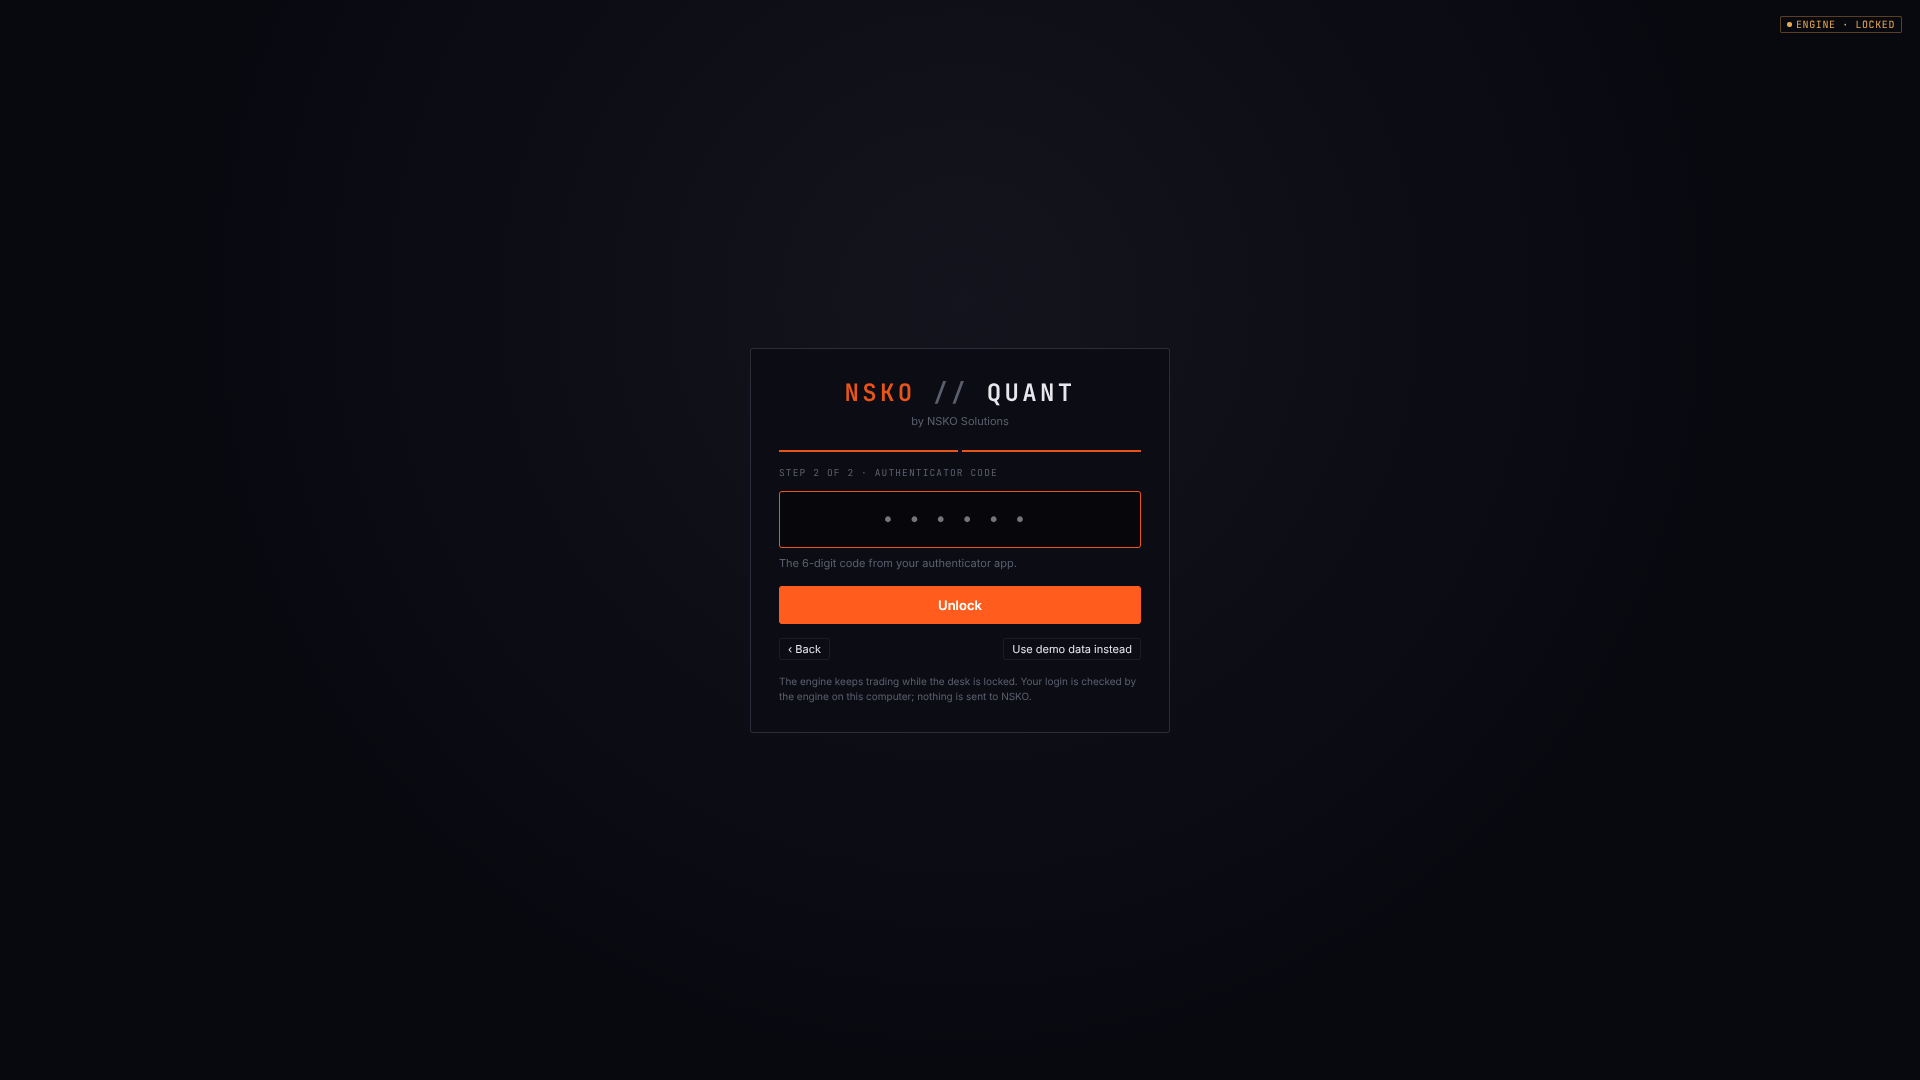 ENGINE · LOCKED
NSKO // QUANT
by NSKO Solutions
STEP 2 OF 2 · AUTHENTICATOR CODE
••••••
The 6-digit code from your authenticator app.
Unlock
‹ Back
Use demo data instead
The engine keeps trading while the desk is locked. Your login is checked by
the engine on this computer; nothing is sent to NSKO.